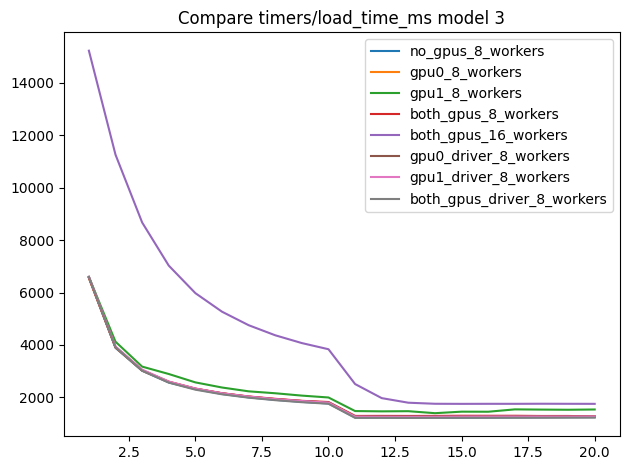 Compare timers/load_time_ms model 3
no_gpus_8_workers
gpu0_8_workers
gpu1_8_workers
both_gpus_8_workers
both_gpus_16_workers
gpu0_driver_8_workers
gpu1_driver_8_workers
both_gpus_driver_8_workers
14000
12000
10000
8000
6000
4000
2000
2.5 5.0 7.5 10.0 12.5 15.0 17.5 20.0